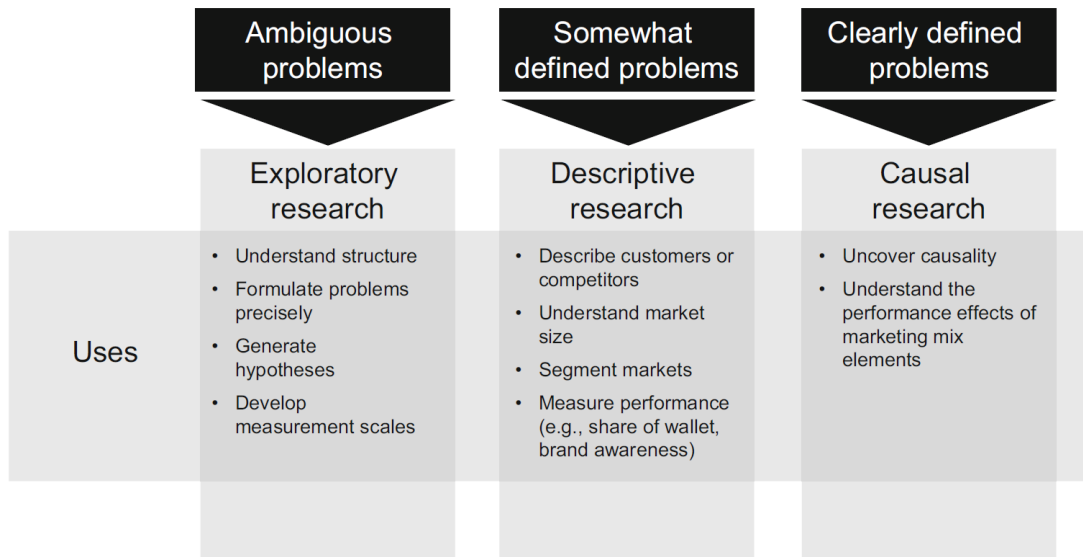 Ambiguous
problems
Somewhat
defined problems
Clearly defined
problems
Exploratory
research
Descriptive
research
Causal
research
Uses
• Understand structure
• Formulate problems
precisely
• Generate
hypotheses
• Develop
measurement scales
• Describe customers or
competitors
• Understand market
size
• Segment markets
• Measure performance
(e.g., share of wallet,
brand awareness)
• Uncover causality
• Understand the
performance effects of
marketing mix
elements